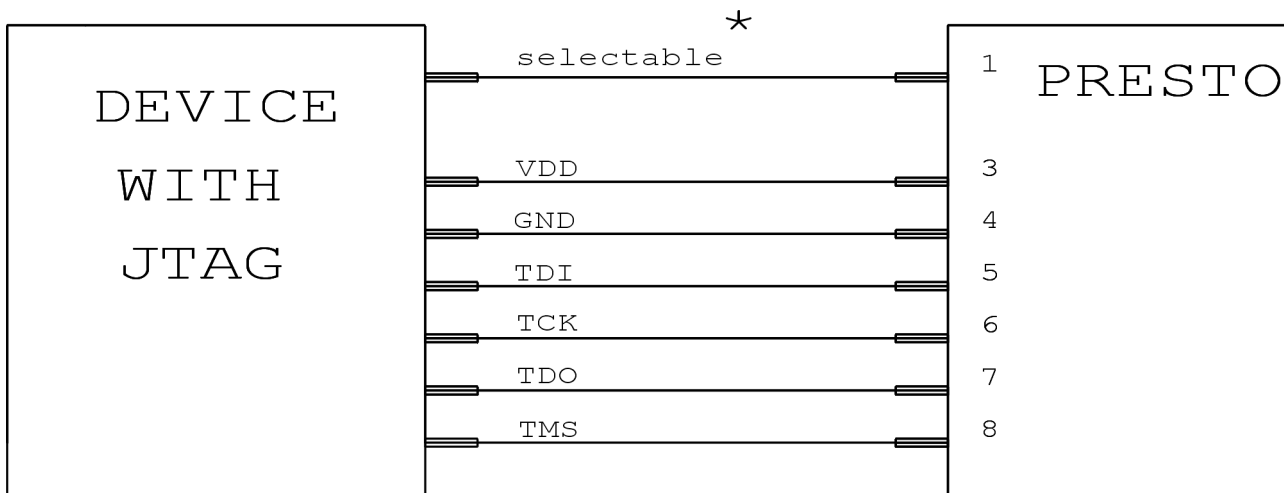 selectable *
1
PRESTO
DEVICE
WITH
JTAG
VDD 3
GND 4
TDI 5
TCK 6
TDO 7
TMS 8